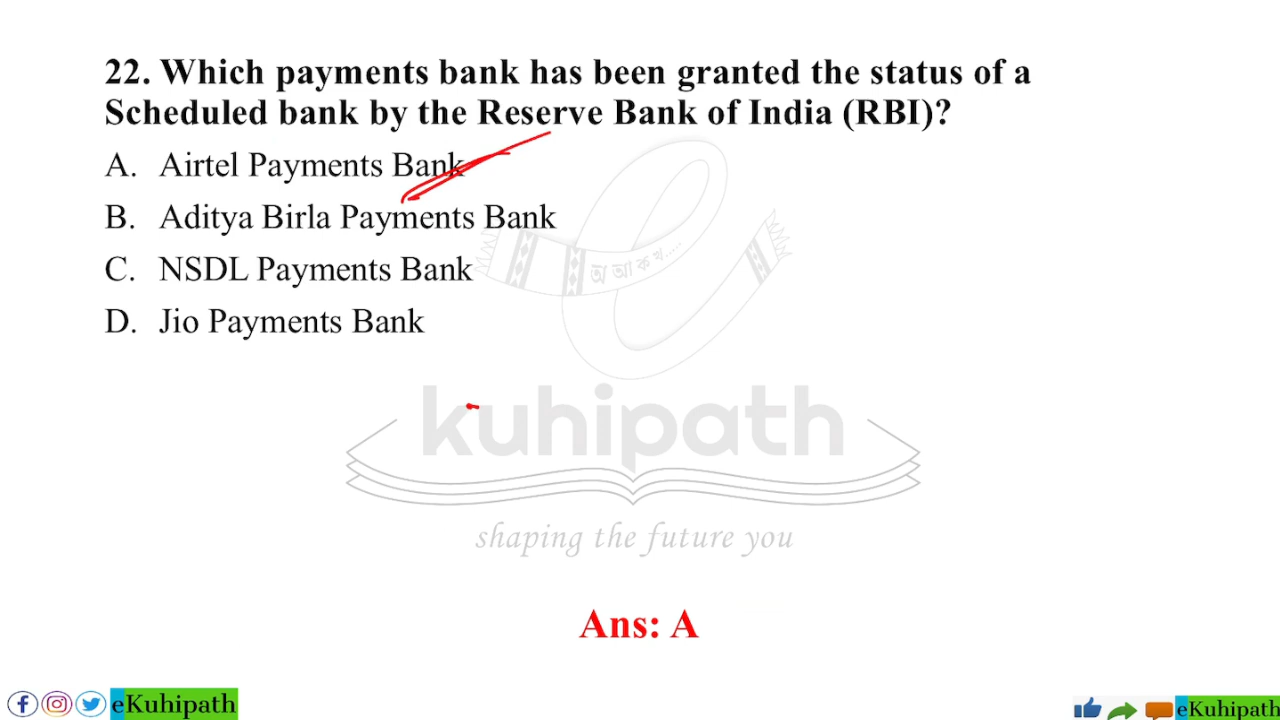 22. Which payments bank has been granted the status of a
Scheduled bank by the Reserve Bank of India (RBI)?
A. Airtel Payments Bank
B. Aditya Birla Payments Bank
C. NSDL Payments Bank
D. Jio Payments Bank
অ আ ক খ.....
kuhipath
shaping the future you
Ans: A
eKuhipath
eKuhipath